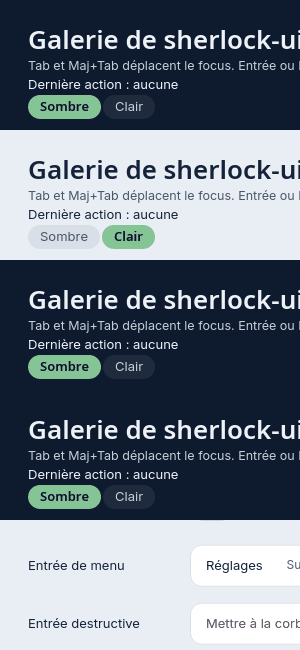 Galerie de sherlock-ui
Tab et Maj+Tab déplacent le focus. Entrée ou
Dernière action : aucune
Sombre Clair
Galerie de sherlock-ui
Tab et Maj+Tab déplacent le focus. Entrée ou
Dernière action : aucune
Sombre Clair
Galerie de sherlock-ui
Tab et Maj+Tab déplacent le focus. Entrée ou
Dernière action : aucune
Sombre Clair
Galerie de sherlock-ui
Tab et Maj+Tab déplacent le focus. Entrée ou
Dernière action : aucune
Sombre Clair
Entrée de menu Réglages Su
Entrée destructive Mettre à la corb